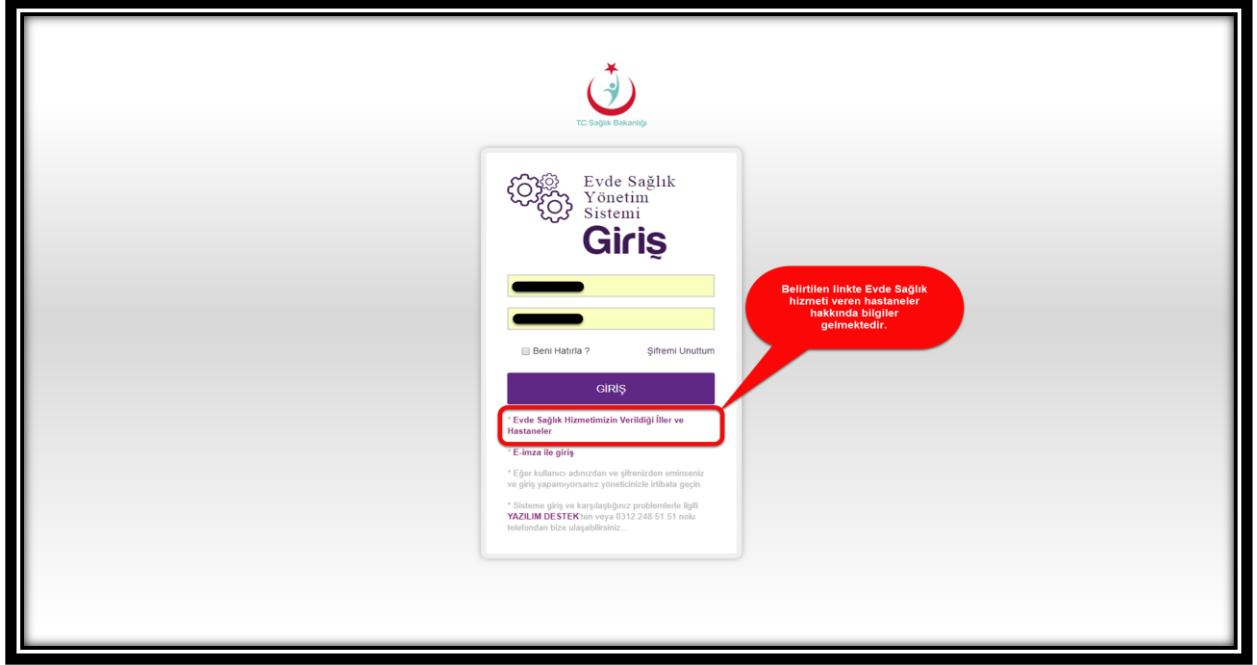 T.C. Sağlık Bakanlığı
Evde Sağlık
Yönetim
Sistemi
Giriş
Beni Hatırla ?
Şifremi Unuttum
GİRİŞ
* Evde Sağlık Hizmetimizin Verildiği İller ve
Hastaneler
* E-imza ile giriş
* Eğer kullanıcı adınızdan ve şifrenizden eminseniz
ve giriş yapamıyorsanız yöneticinizle irtibata geçin.
* Sisteme giriş ve karşılaştığınız problemlerle ilgili
YAZILIM DESTEK'ten veya 0312 248 51 51 nolu
telefondan bize ulaşabilirsiniz...
Belirtilen linkte Evde Sağlık
hizmeti veren hastaneler
hakkında bilgiler
gelmektedir.